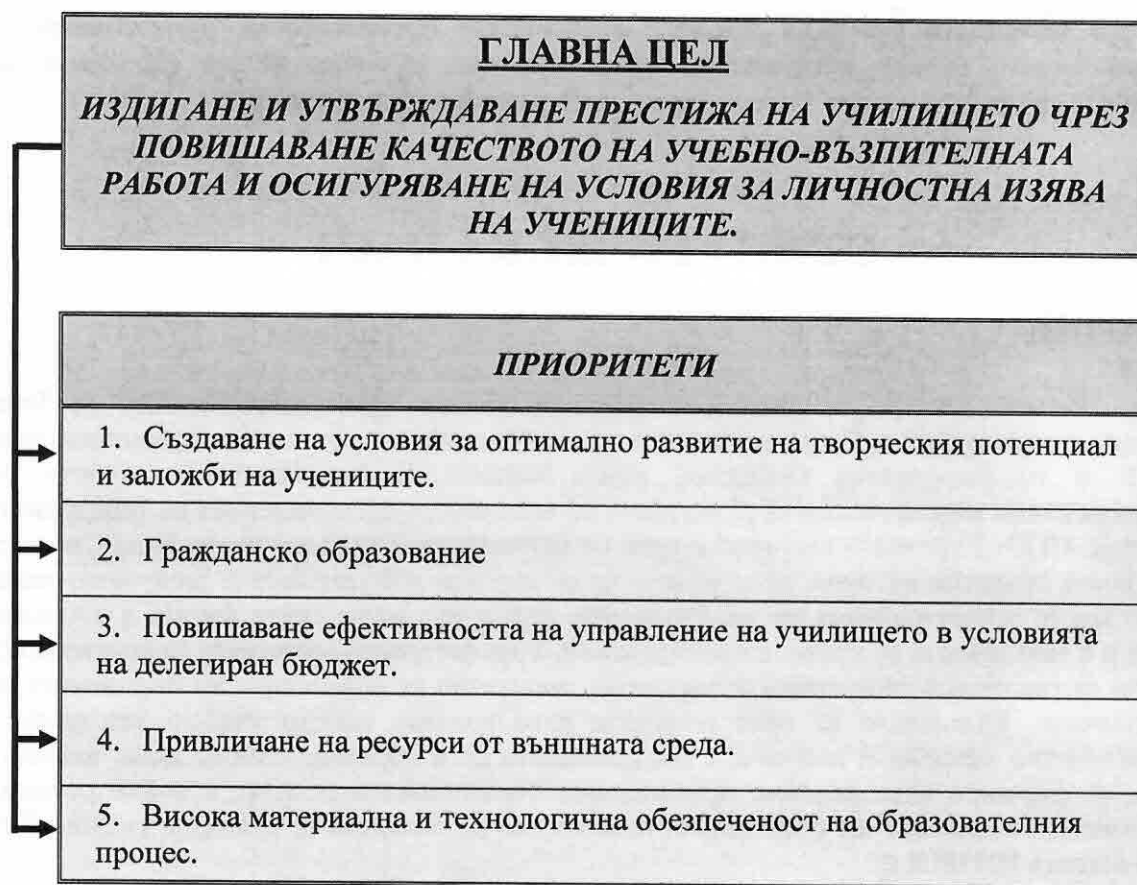 ГЛАВНА ЦЕЛ
ИЗДИГАНЕ И УТВЪРЖДАВАНЕ ПРЕСТИЖА НА УЧИЛИЩЕТО ЧРЕЗ
ПОВИШАВАНЕ КАЧЕСТВОТО НА УЧЕБНО-ВЪЗПИТЕЛНАТА
РАБОТА И ОСИГУРЯВАНЕ НА УСЛОВИЯ ЗА ЛИЧНОСТНА ИЗЯВА
НА УЧЕНИЦИТЕ.
ПРИОРИТЕТИ
1. Създаване на условия за оптимално развитие на творческия потенциал
и заложби на учениците.
2. Гражданско образование
3. Повишаване ефективността на управление на училището в условията
на делегиран бюджет.
4. Привличане на ресурси от външната среда.
5. Висока материална и технологична обезпеченост на образователния
процес.